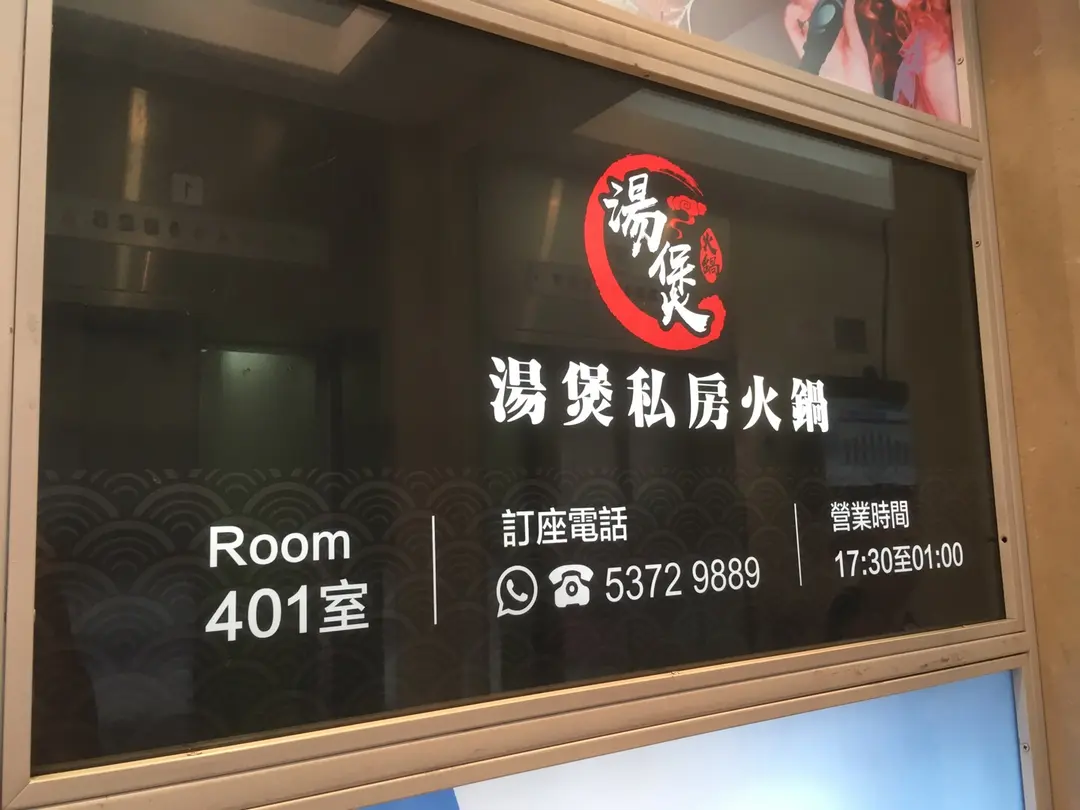 湯煲
火鍋
湯煲私房火鍋
Room
401室
訂座電話
5372 9889
營業時間
17:30至01:00